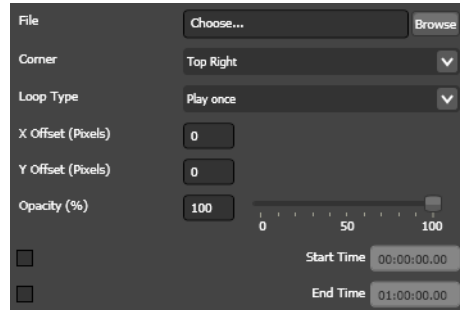 File Choose... Browse
Corner Top Right
Loop Type Play once
X Offset (Pixels) 0
Y Offset (Pixels) 0
Opacity (%) 100
0 50 100
Start Time 00:00:00.00
End Time 01:00:00.00